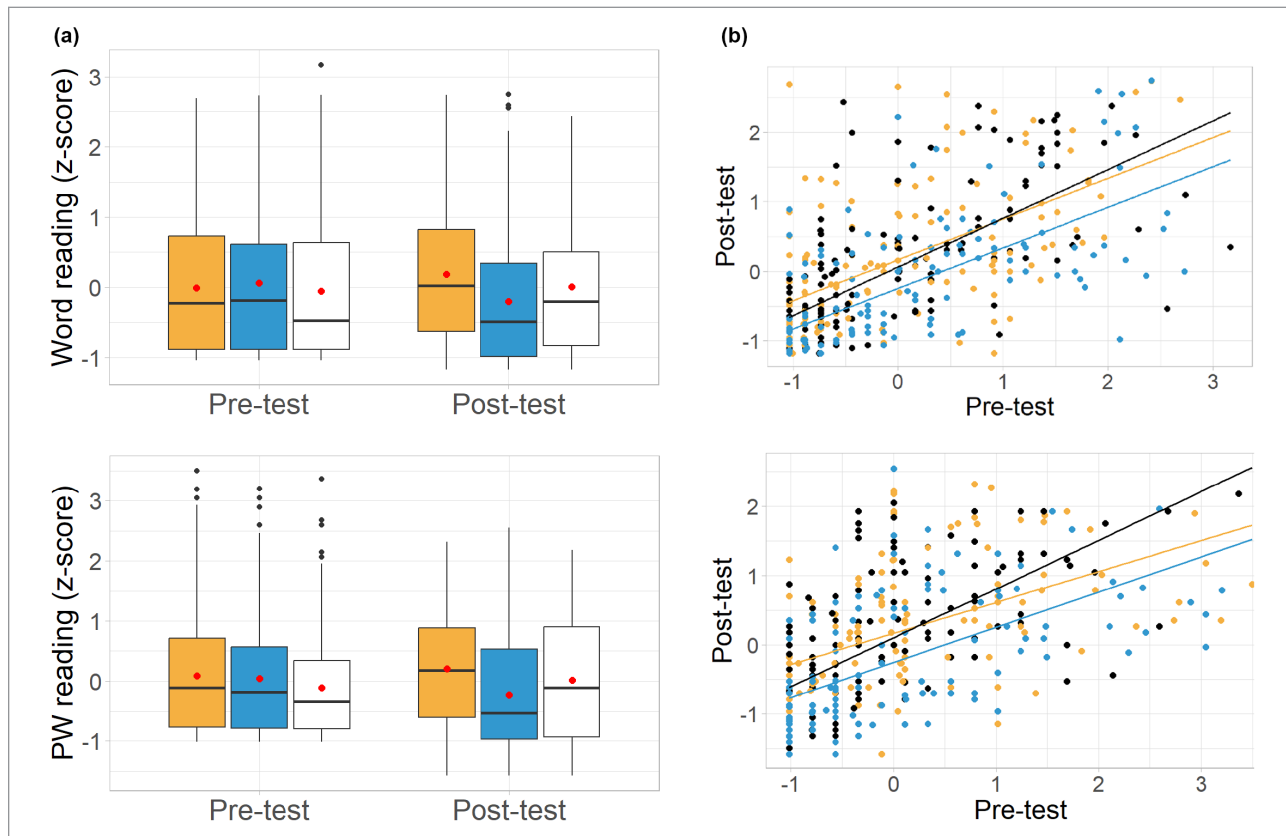 (a)
Word reading (z-score)
3
2
1
0
-1
Pre-test Post-test
(b)
Post-test
2
1
0
-1
-1 0 1 2 3
Pre-test
PW reading (z-score)
3
2
1
0
-1
Pre-test Post-test
Post-test
2
1
0
-1
-1 0 1 2 3
Pre-test